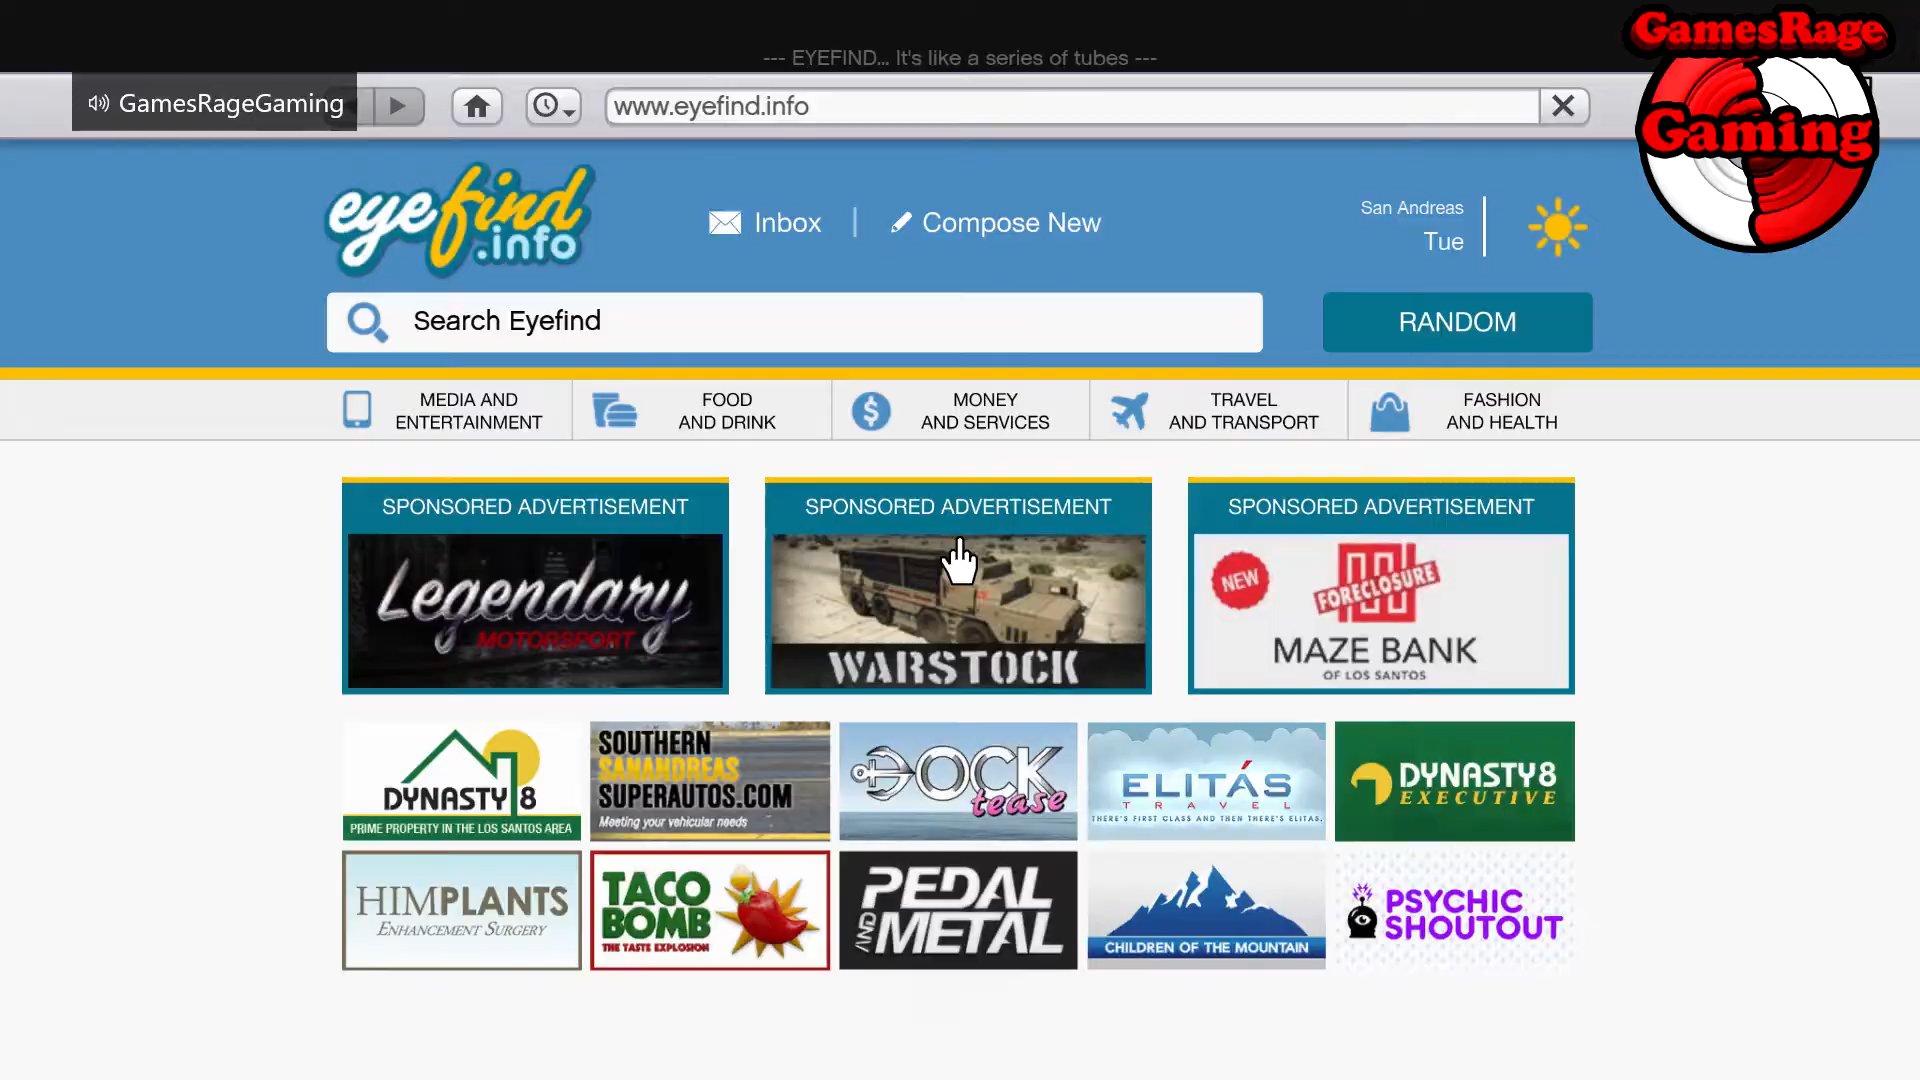 GamesRage
Gaming
--- EYEFIND... It's like a series of tubes ---
GamesRageGaming
www.eyefind.info
eyefind
.info
Inbox
Compose New
San Andreas
Tue
Search Eyefind
RANDOM
MEDIA AND
ENTERTAINMENT
FOOD
AND DRINK
MONEY
AND SERVICES
TRAVEL
AND TRANSPORT
FASHION
AND HEALTH
SPONSORED ADVERTISEMENT
Legendary
MOTORSPORT
SPONSORED ADVERTISEMENT
WARSTOCK
SPONSORED ADVERTISEMENT
NEW
FORECLOSURE
MAZE BANK
OF LOS SANTOS
DYNASTY 8
PRIME PROPERTY IN THE LOS SANTOS AREA
SOUTHERN
SANANDREAS
SUPERAUTOS.COM
Meeting your vehicular needs
DOCK
tease
ELITÁS
TRAVEL
THERE'S FIRST CLASS AND THEN THERE'S ELITAS.
DYNASTY8
EXECUTIVE
HIMPLANTS
ENHANCEMENT SURGERY
TACO
BOMB
THE TASTE EXPLOSION
PEDAL
AND METAL
CHILDREN OF THE MOUNTAIN
PSYCHIC
SHOUTOUT